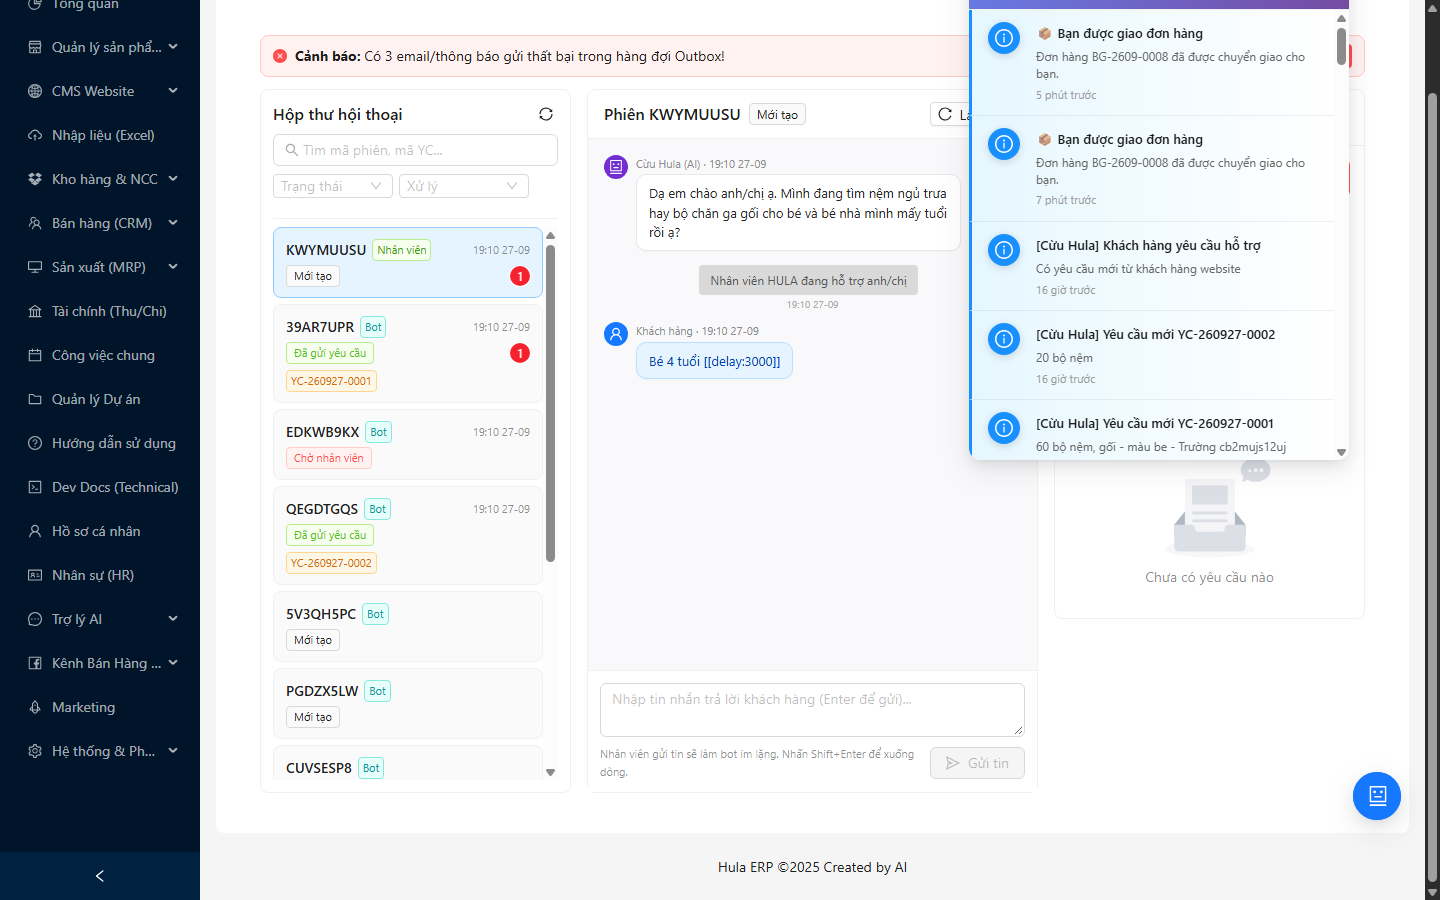 Tổng quan
Quản lý sản phẩ...
CMS Website
Nhập liệu (Excel)
Kho hàng & NCC
Bán hàng (CRM)
Sản xuất (MRP)
Tài chính (Thu/Chi)
Công việc chung
Quản lý Dự án
Hướng dẫn sử dụng
Dev Docs (Technical)
Hồ sơ cá nhân
Nhân sự (HR)
Trợ lý AI
Kênh Bán Hàng ...
Marketing
Hệ thống & Ph...
Cảnh báo: Có 3 email/thông báo gửi thất bại trong hàng đợi Outbox!
Hộp thư hội thoại
Tìm mã phiên, mã YC...
Trạng thái
Xử lý
KWYMUUSU Nhân viên 19:10 27-09
Mới tạo 1
39AR7UPR Bot 19:10 27-09
Đã gửi yêu cầu 1
YC-260927-0001
EDKWB9KX Bot 19:10 27-09
Chờ nhân viên
QEGDTGQS Bot 19:10 27-09
Đã gửi yêu cầu
YC-260927-0002
5V3QH5PC Bot
Mới tạo
PGDZX5LW Bot
Mới tạo
CUVSESP8 Bot
Phiên KWYMUUSU Mới tạo
Cừu Hula (AI) · 19:10 27-09
Dạ em chào anh/chị ạ. Mình đang tìm nệm ngủ trưa
hay bộ chăn ga gối cho bé và bé nhà mình mấy tuổi
rồi ạ?
Nhân viên HULA đang hỗ trợ anh/chị
19:10 27-09
Khách hàng · 19:10 27-09
Bé 4 tuổi [[delay:3000]]
Nhập tin nhắn trả lời khách hàng (Enter để gửi)...
Nhân viên gửi tin sẽ làm bot im lặng. Nhấn Shift+Enter để xuống
dòng.
Gửi tin
📦 Bạn được giao đơn hàng
Đơn hàng BG-2609-0008 đã được chuyển giao cho
bạn.
5 phút trước
📦 Bạn được giao đơn hàng
Đơn hàng BG-2609-0008 đã được chuyển giao cho
bạn.
7 phút trước
[Cừu Hula] Khách hàng yêu cầu hỗ trợ
Có yêu cầu mới từ khách hàng website
16 giờ trước
[Cừu Hula] Yêu cầu mới YC-260927-0002
20 bộ nệm
16 giờ trước
[Cừu Hula] Yêu cầu mới YC-260927-0001
60 bộ nệm, gối - màu be - Trường cb2mujs12uj
Chưa có yêu cầu nào
Hula ERP ©2025 Created by AI